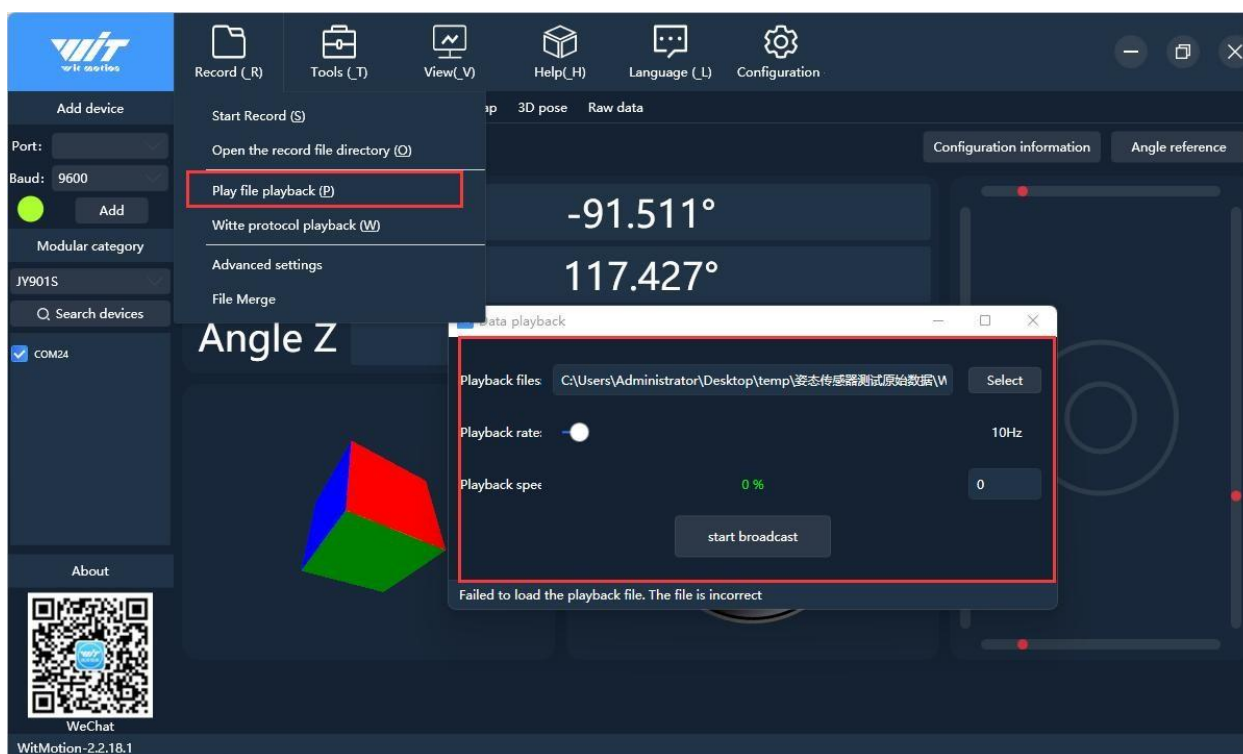 WiT
wit motion
Record (_R)
Tools (_T)
View(_V)
Help(_H)
Language (_L)
Configuration
Add device
Port:
Baud: 9600
Add
Modular category
JY901S
Search devices
COM24
Start Record (S)
Open the record file directory (O)
Play file playback (P)
Witte protocol playback (W)
Advanced settings
File Merge
3D pose
Raw data
Configuration information
Angle reference
-91.511°
117.427°
Angle Z
Data playback
Playback files: C:\Users\Administrator\Desktop\temp\姿态传感器测试原始数据\W
Select
Playback rate:
10Hz
Playback spee
0 %
0
start broadcast
Failed to load the playback file. The file is incorrect
About
WeChat
WitMotion-2.2.18.1